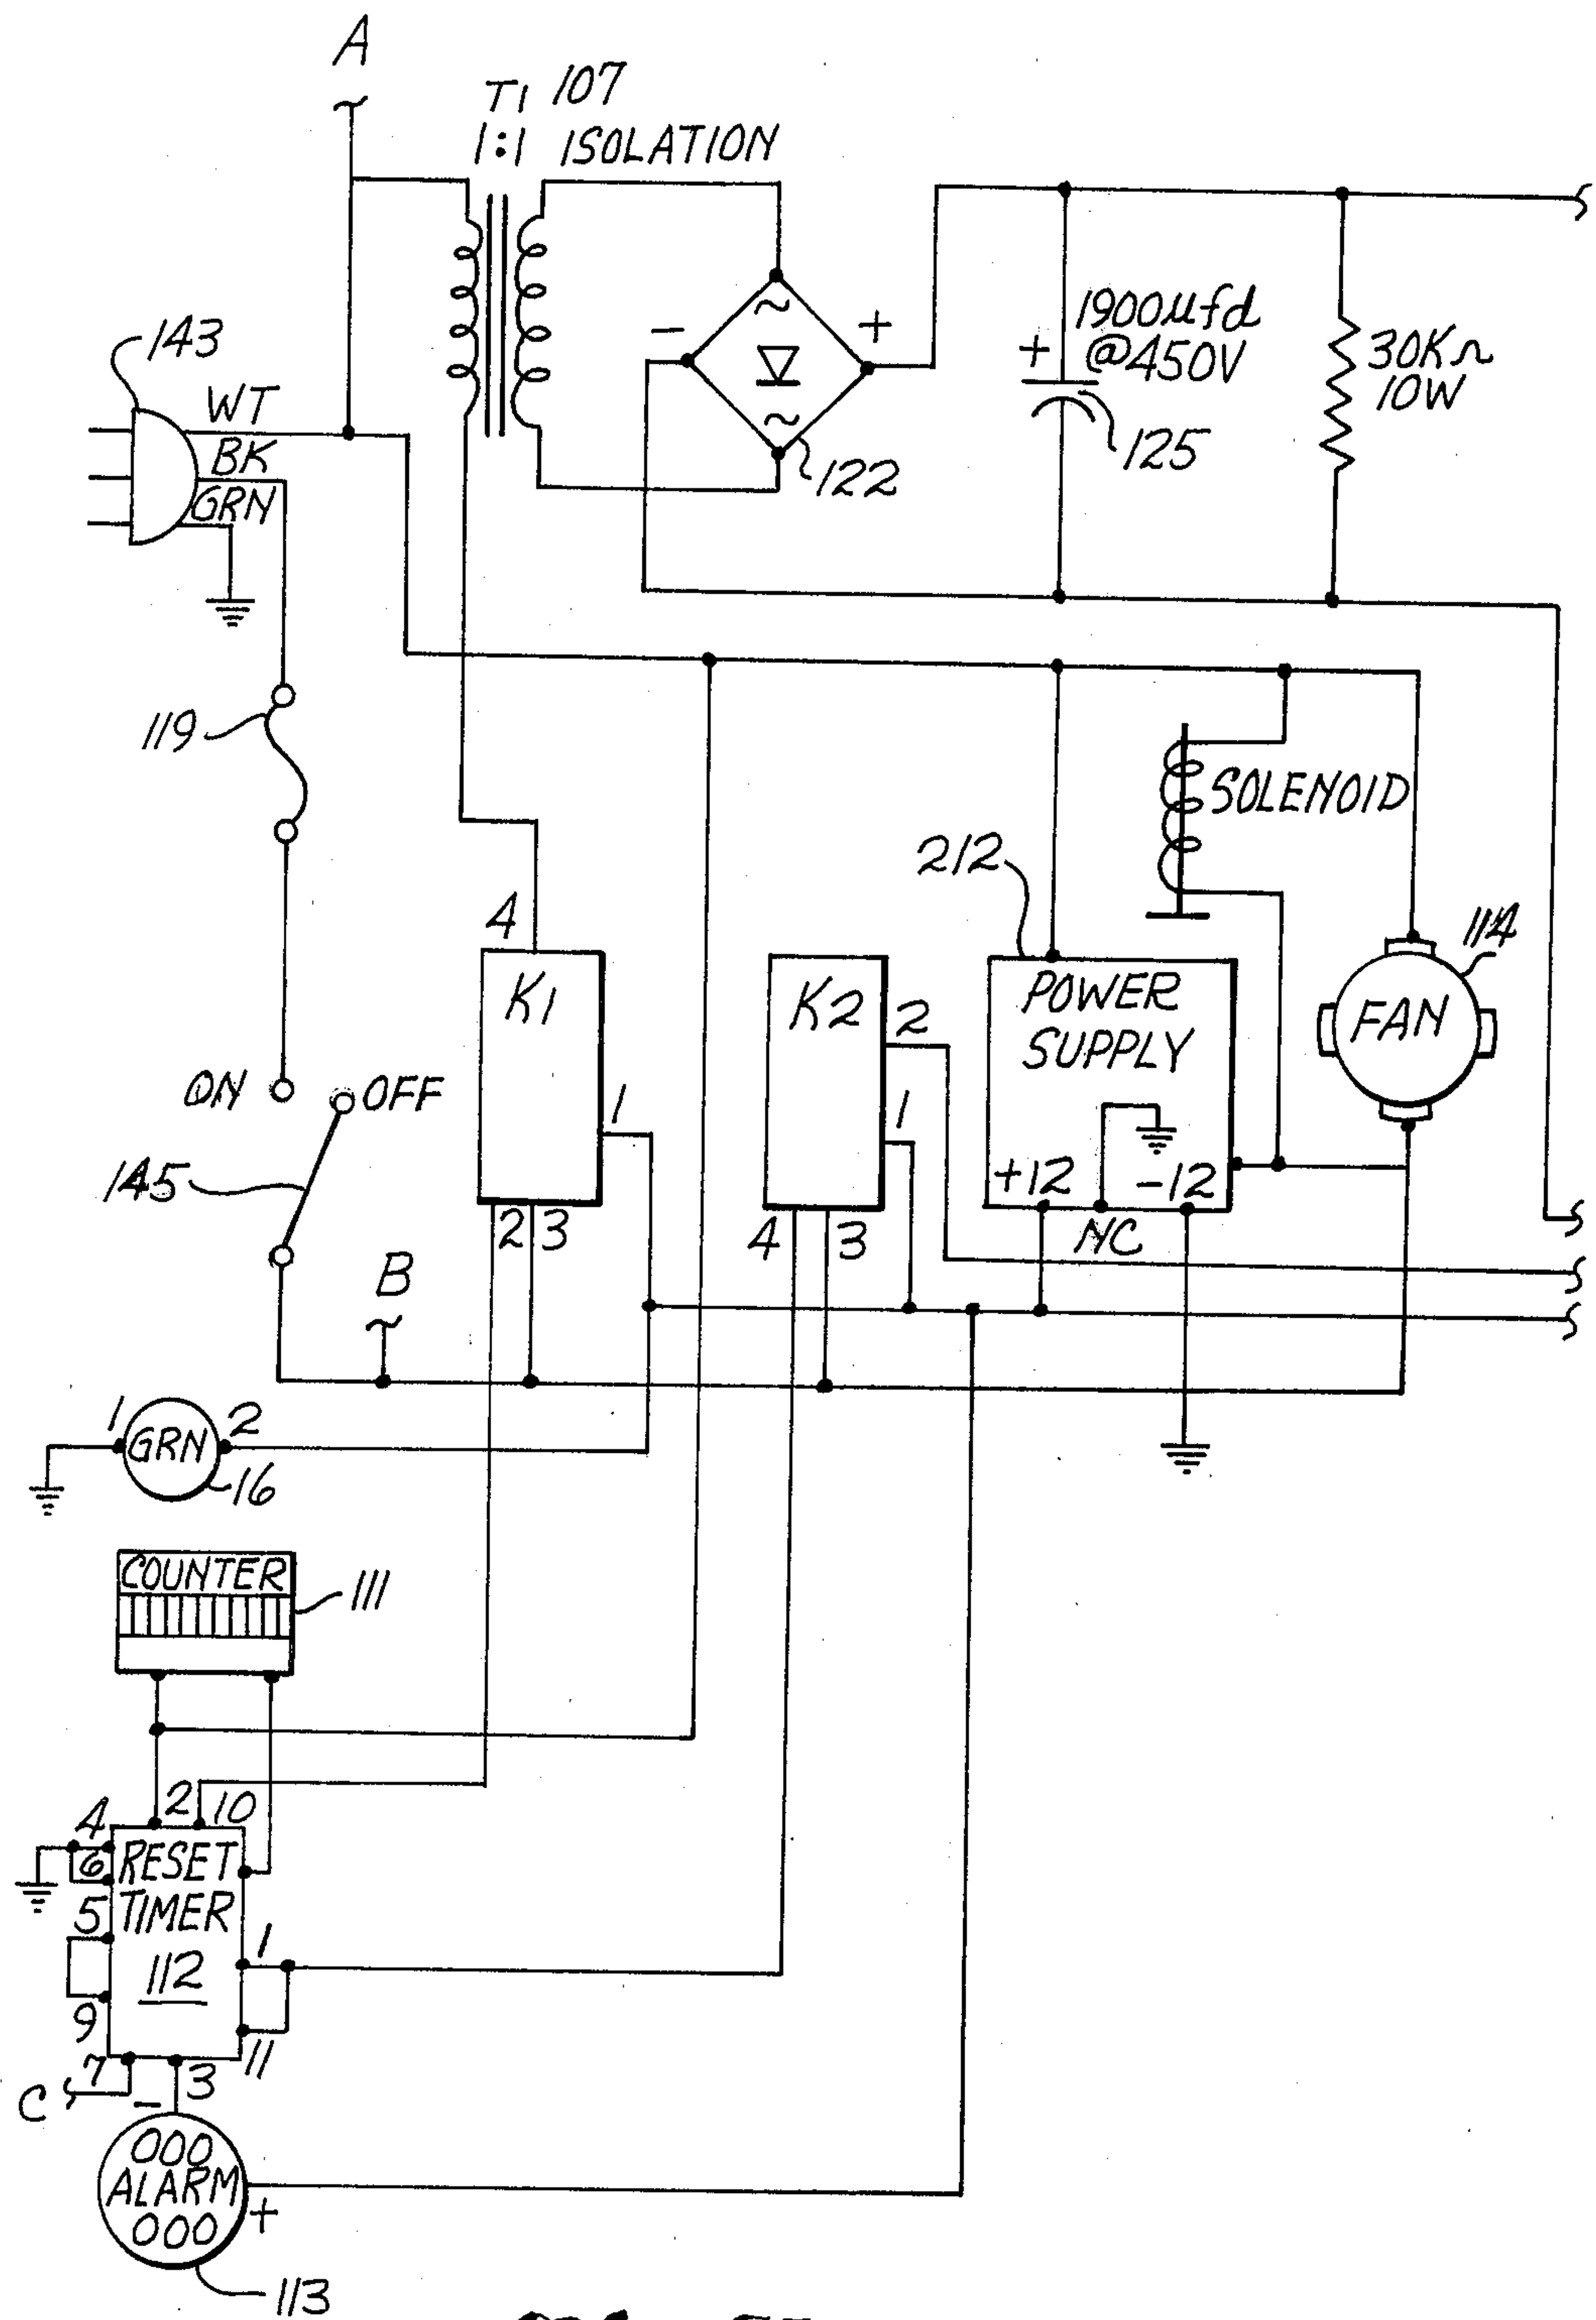 A
T1 107
1:1 ISOLATION
143
WT
BK
GRN
~
-
+
~
122
+
1900µfd
@450V
125
30KΩ
10W
119
SOLENOID
212
114
4
K1
1
2 3
K2
2
1
4 3
POWER
SUPPLY
+12
-12
NC
FAN
ON
OFF
145
B
1
GRN
2
16
COUNTER
111
2
10
4
6
5
9
RESET
TIMER
112
1
11
7
3
C
-
000
ALARM
000
+
113